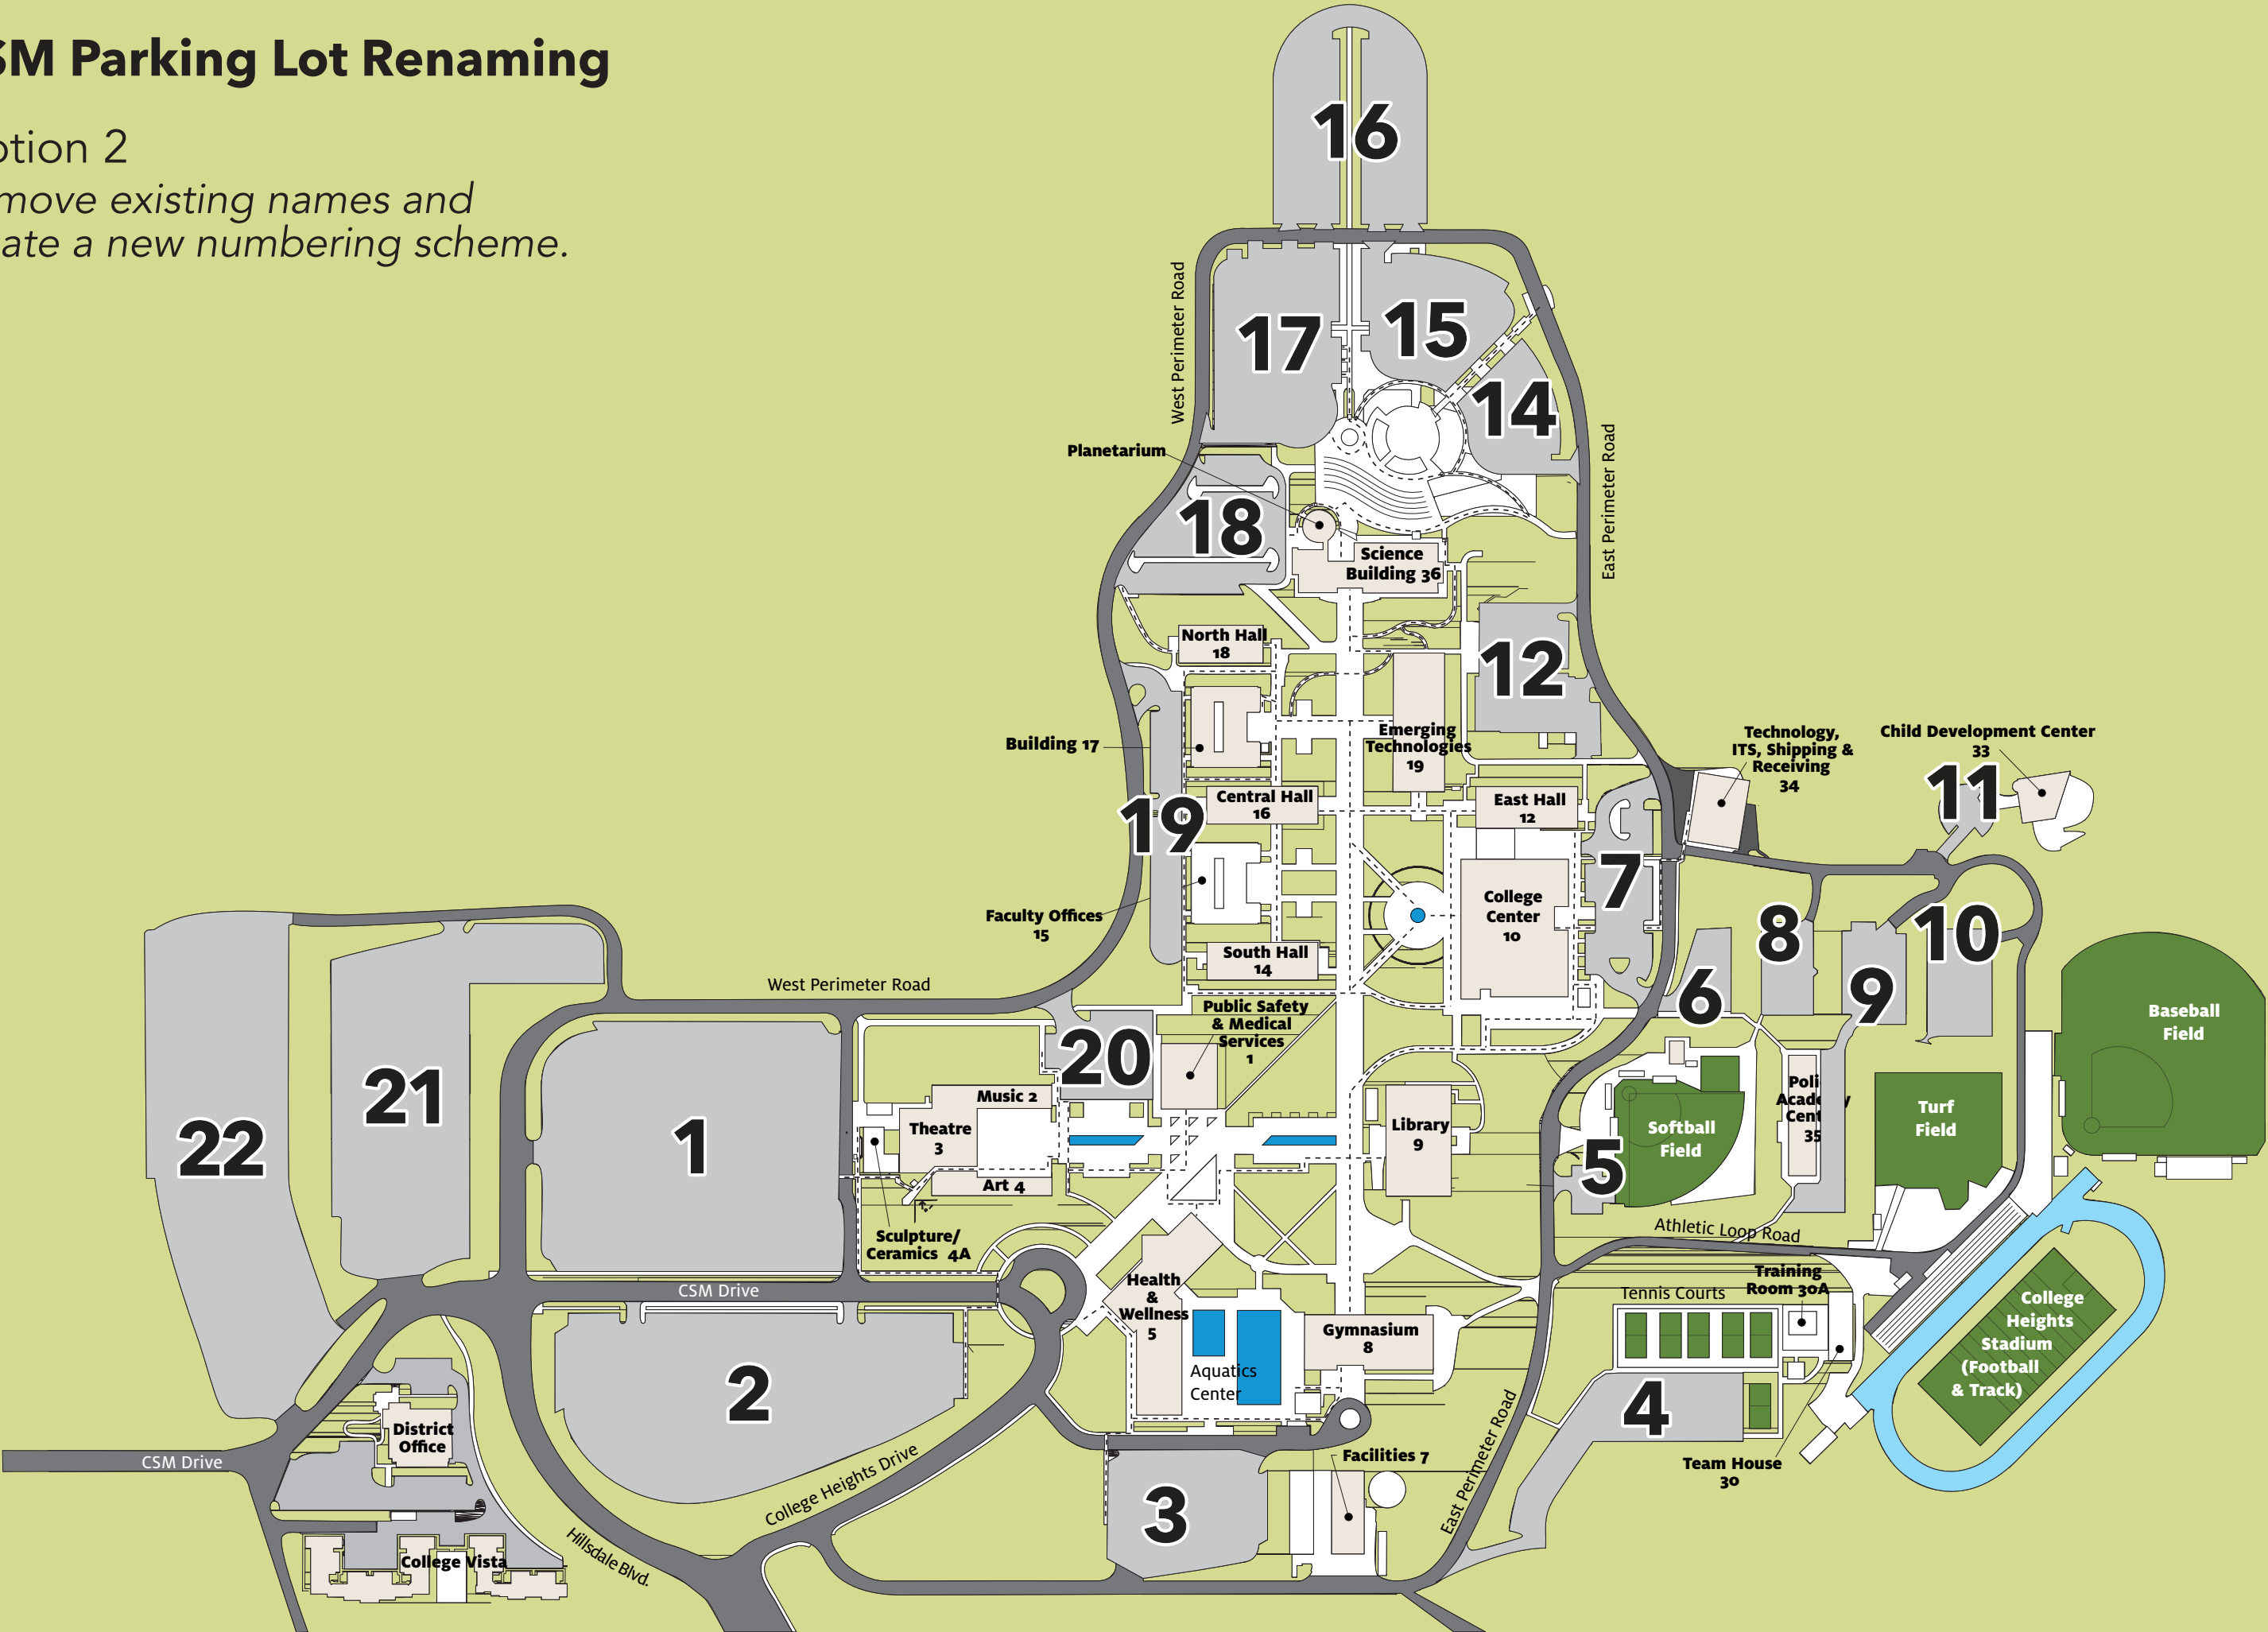 SM Parking Lot Renaming
ption 2
move existing names and
ate a new numbering scheme.
16
17
15
14
West Perimeter Road
East Perimeter Road
Planetarium
18
Science
Building 36
North Hall
18
12
Building 17
Emerging
Technologies
19
Technology,
ITS, Shipping &
Receiving
34
Child Development Center
33
11
Central Hall
16
East Hall
12
19
7
College
Center
10
Faculty Offices
15
South Hall
14
8
10
6
9
West Perimeter Road
Public Safety
& Medical
Services
1
20
Baseball
Field
21
22
1
Music 2
Theatre
3
Art 4
Sculpture/
Ceramics 4A
Library
9
5
Softball
Field
Poli
Acade y
Cent
35
Turf
Field
Athletic Loop Road
CSM Drive
Health
&
Wellness
5
Aquatics
Center
Gymnasium
8
Tennis Courts
Training
Room 30A
College
Heights
Stadium
(Football
& Track)
2
4
District
Office
CSM Drive
College Heights Drive
Hillsdale Blvd.
College Vista
3
Facilities 7
East Perimeter Road
Team House
30